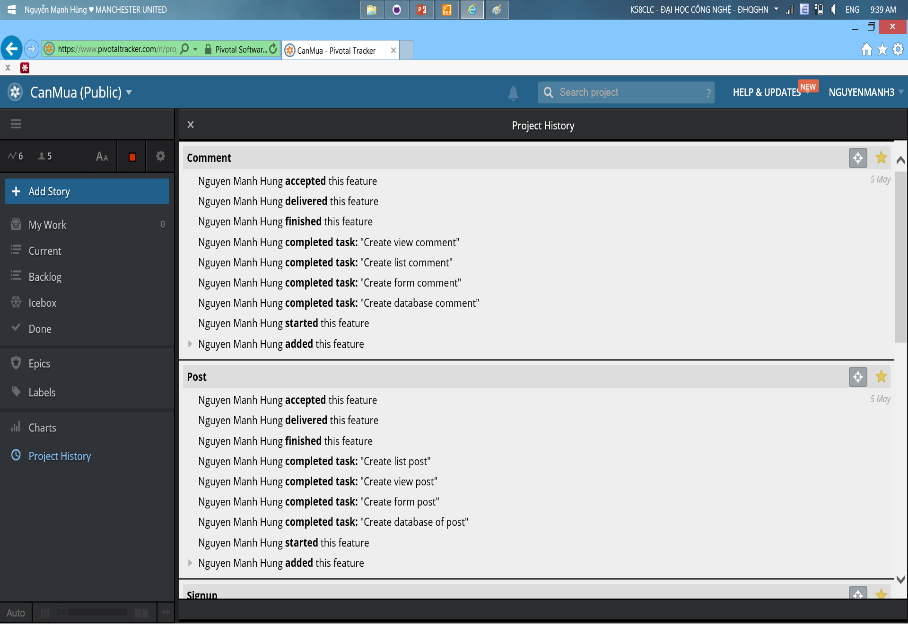 Nguyễn Mạnh Hùng ♥ MANCHESTER UNITED
K58CLC - ĐẠI HỌC CÔNG NGHỆ - ĐHQGHN
ENG 9:39 AM
https://www.pivotaltracker.com/n/pro
Pivotal Softwar...
CanMua - Pivotal Tracker
CanMua (Public)
Search project
?
HELP & UPDATES
NEW
NGUYENMANH3
Project History
6
5
AA
Add Story
My Work 0
Current
Backlog
Icebox
Done
Epics
Labels
Charts
Project History
Auto
Comment
Nguyen Manh Hung accepted this feature 5 May
Nguyen Manh Hung delivered this feature
Nguyen Manh Hung finished this feature
Nguyen Manh Hung completed task: "Create view comment"
Nguyen Manh Hung completed task: "Create list comment"
Nguyen Manh Hung completed task: "Create form comment"
Nguyen Manh Hung completed task: "Create database comment"
Nguyen Manh Hung started this feature
Nguyen Manh Hung added this feature
Post
Nguyen Manh Hung accepted this feature 5 May
Nguyen Manh Hung delivered this feature
Nguyen Manh Hung finished this feature
Nguyen Manh Hung completed task: "Create list post"
Nguyen Manh Hung completed task: "Create view post"
Nguyen Manh Hung completed task: "Create form post"
Nguyen Manh Hung completed task: "Create database of post"
Nguyen Manh Hung started this feature
Nguyen Manh Hung added this feature
Signup